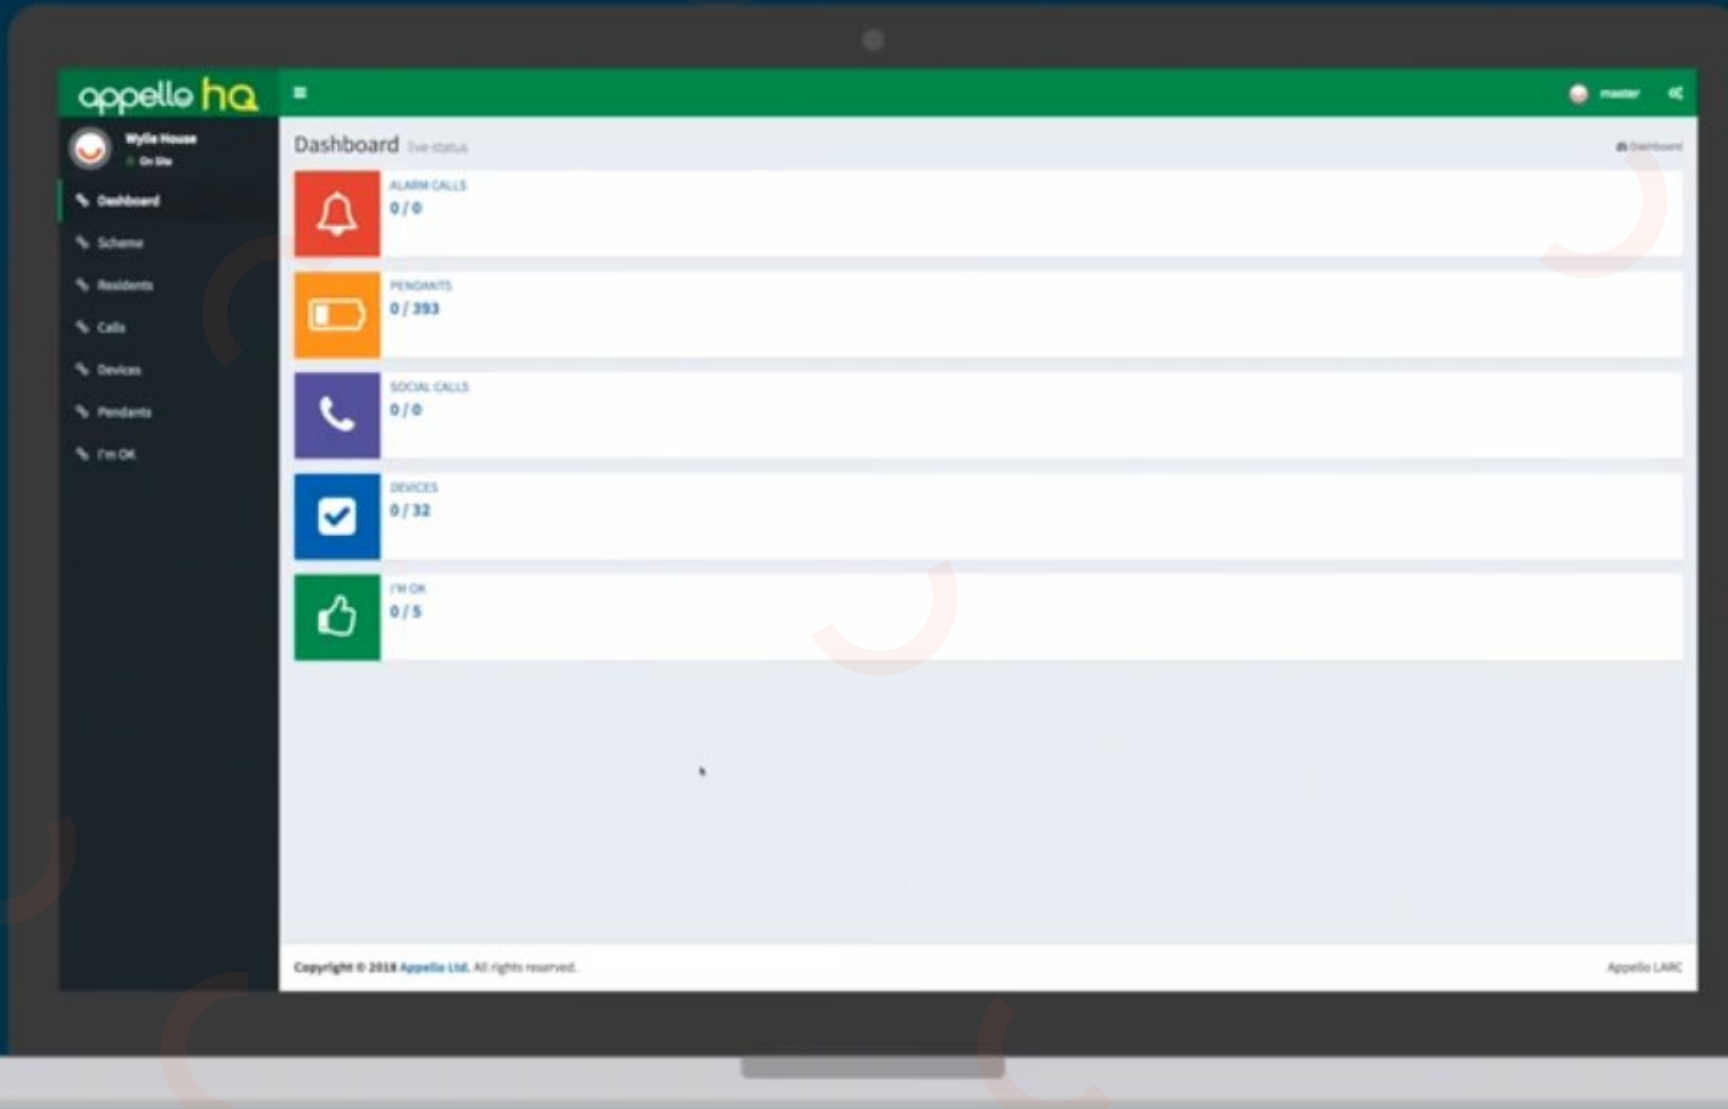 appello hq
master
Wylie House
On Site
Dashboard live-status
Dashboard
Dashboard
Scheme
Residents
Calls
Devices
Pendants
I'm OK
ALARM CALLS
0 / 0
PENDANTS
0 / 393
SOCIAL CALLS
0 / 0
DEVICES
0 / 32
I'M OK
0 / 5
Copyright © 2018 Appello Ltd. All rights reserved.
Appello LARC